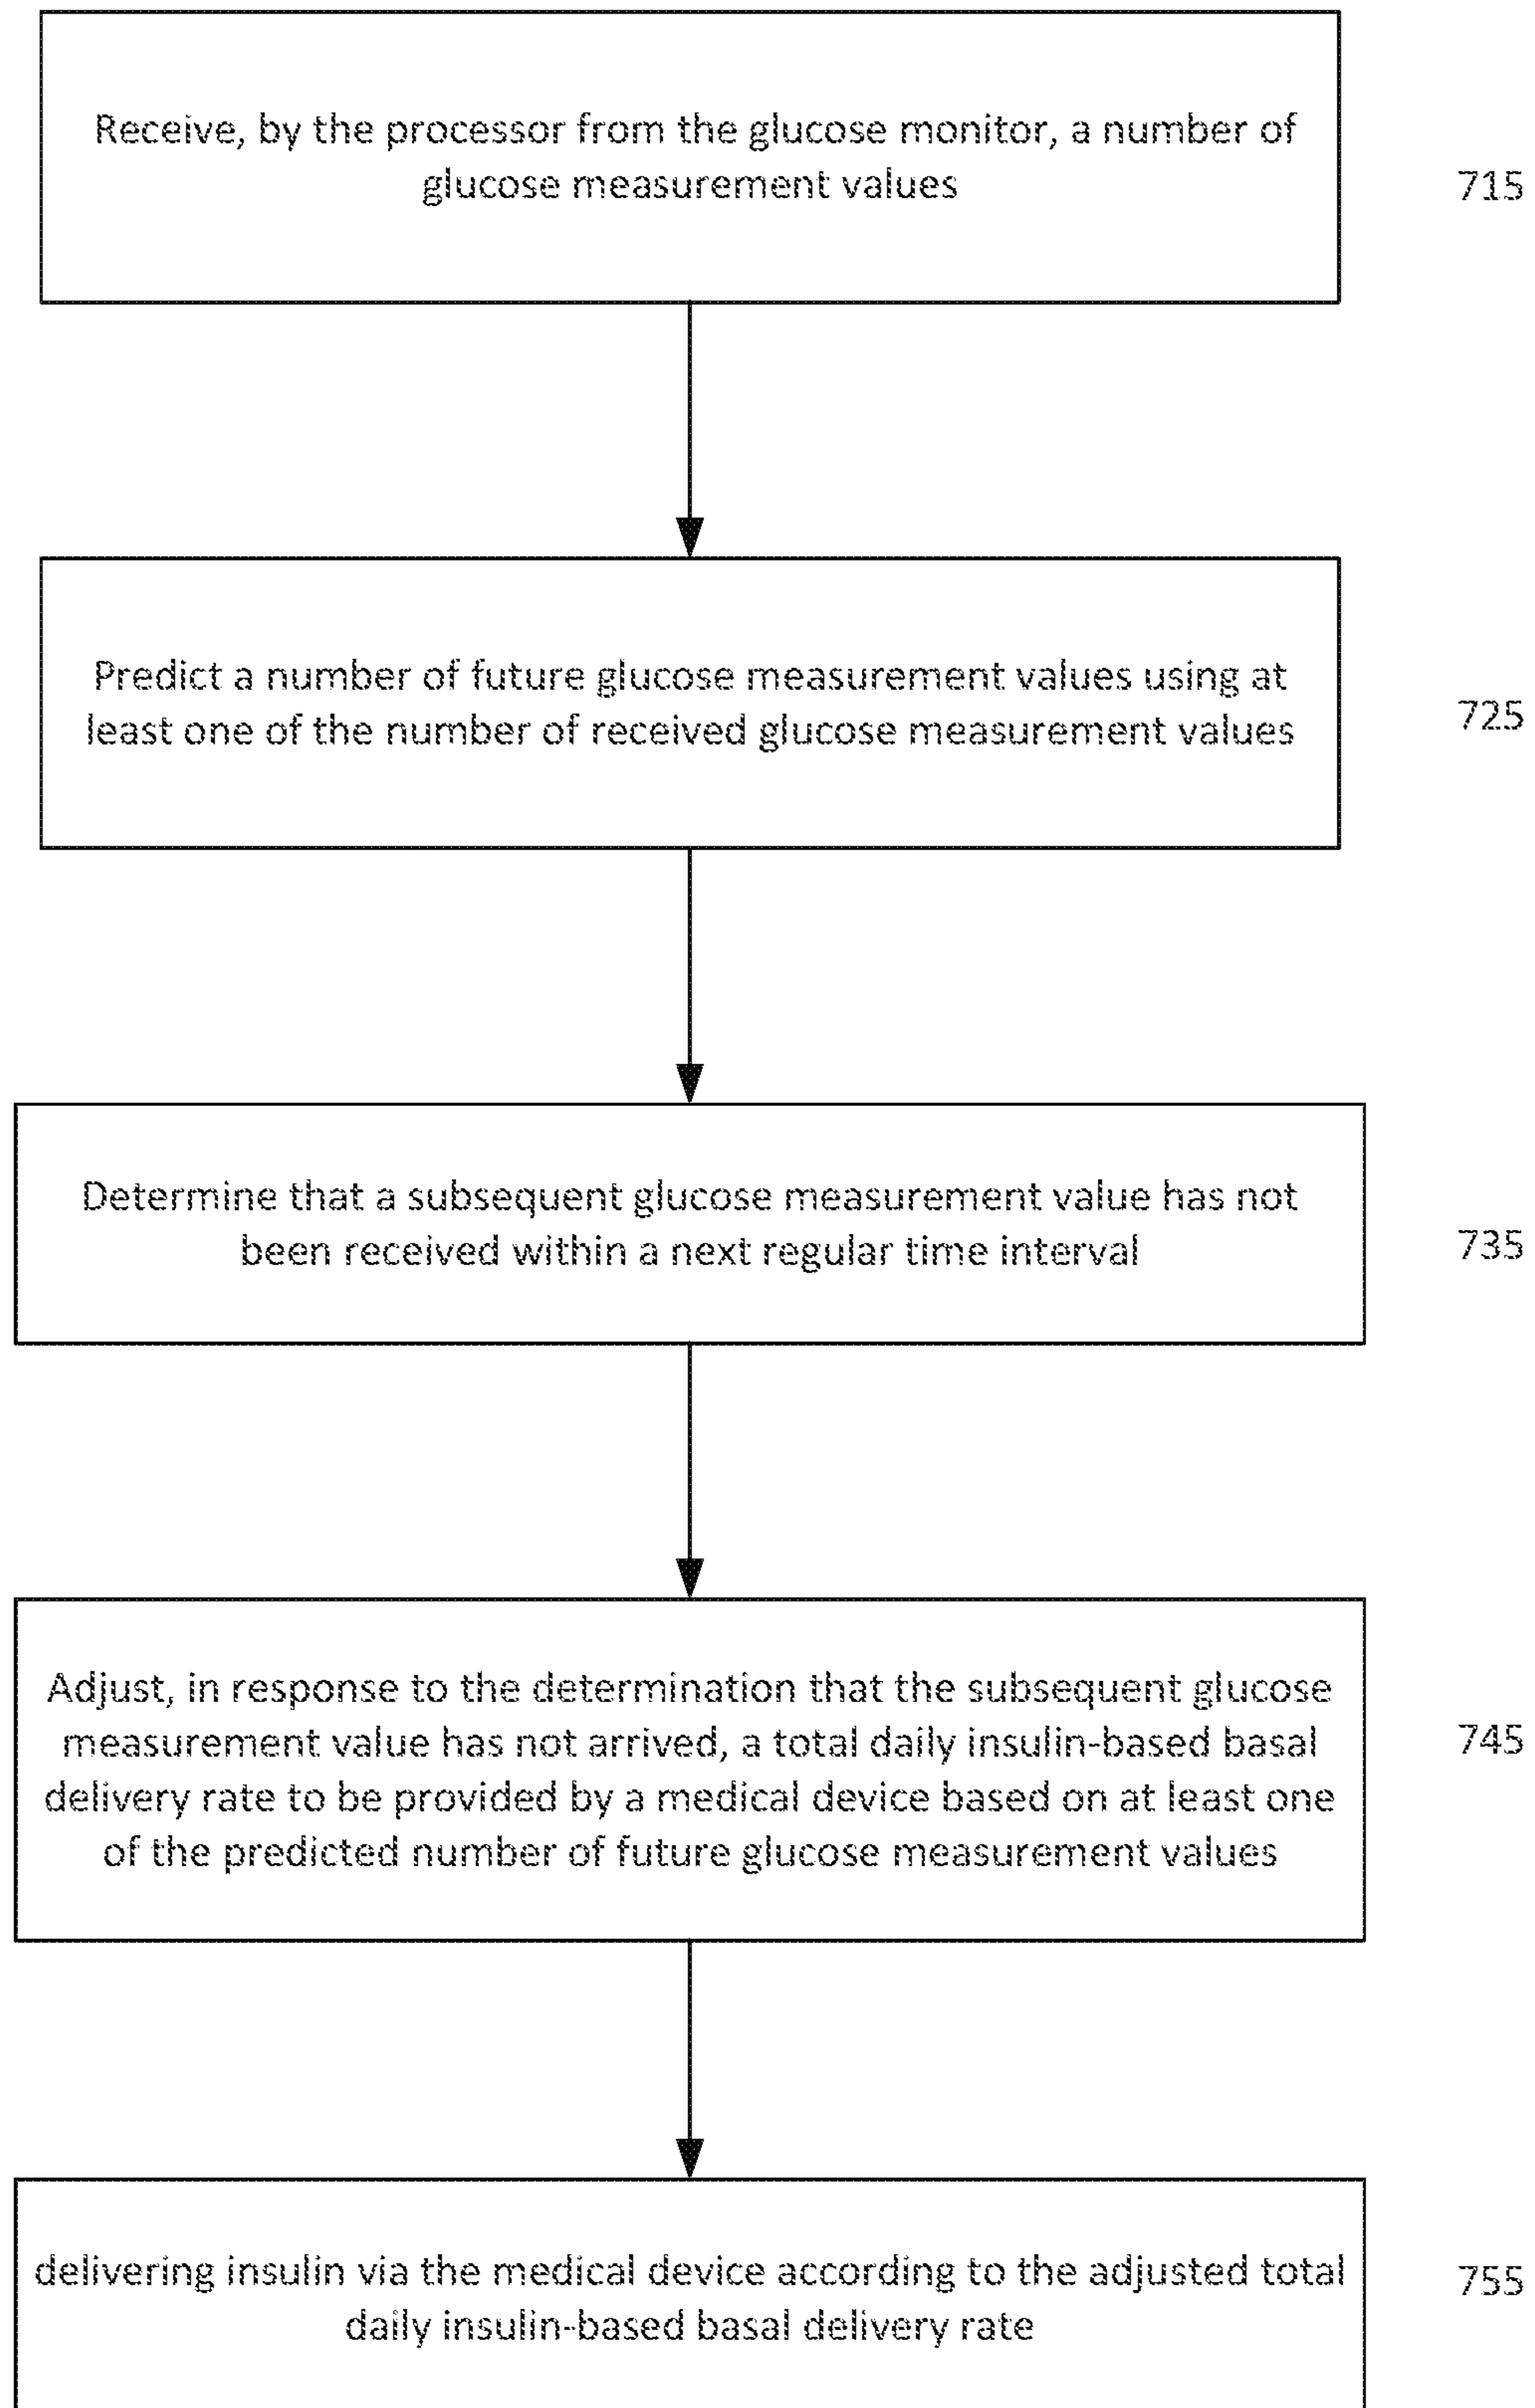 Receive, by the processor from the glucose monitor, a number of
glucose measurement values
715
Predict a number of future glucose measurement values using at
least one of the number of received glucose measurement values
725
Determine that a subsequent glucose measurement value has not
been received within a next regular time interval
735
Adjust, in response to the determination that the subsequent glucose
measurement value has not arrived, a total daily insulin-based basal
delivery rate to be provided by a medical device based on at least one
of the predicted number of future glucose measurement values
745
delivering insulin via the medical device according to the adjusted total
daily insulin-based basal delivery rate
755